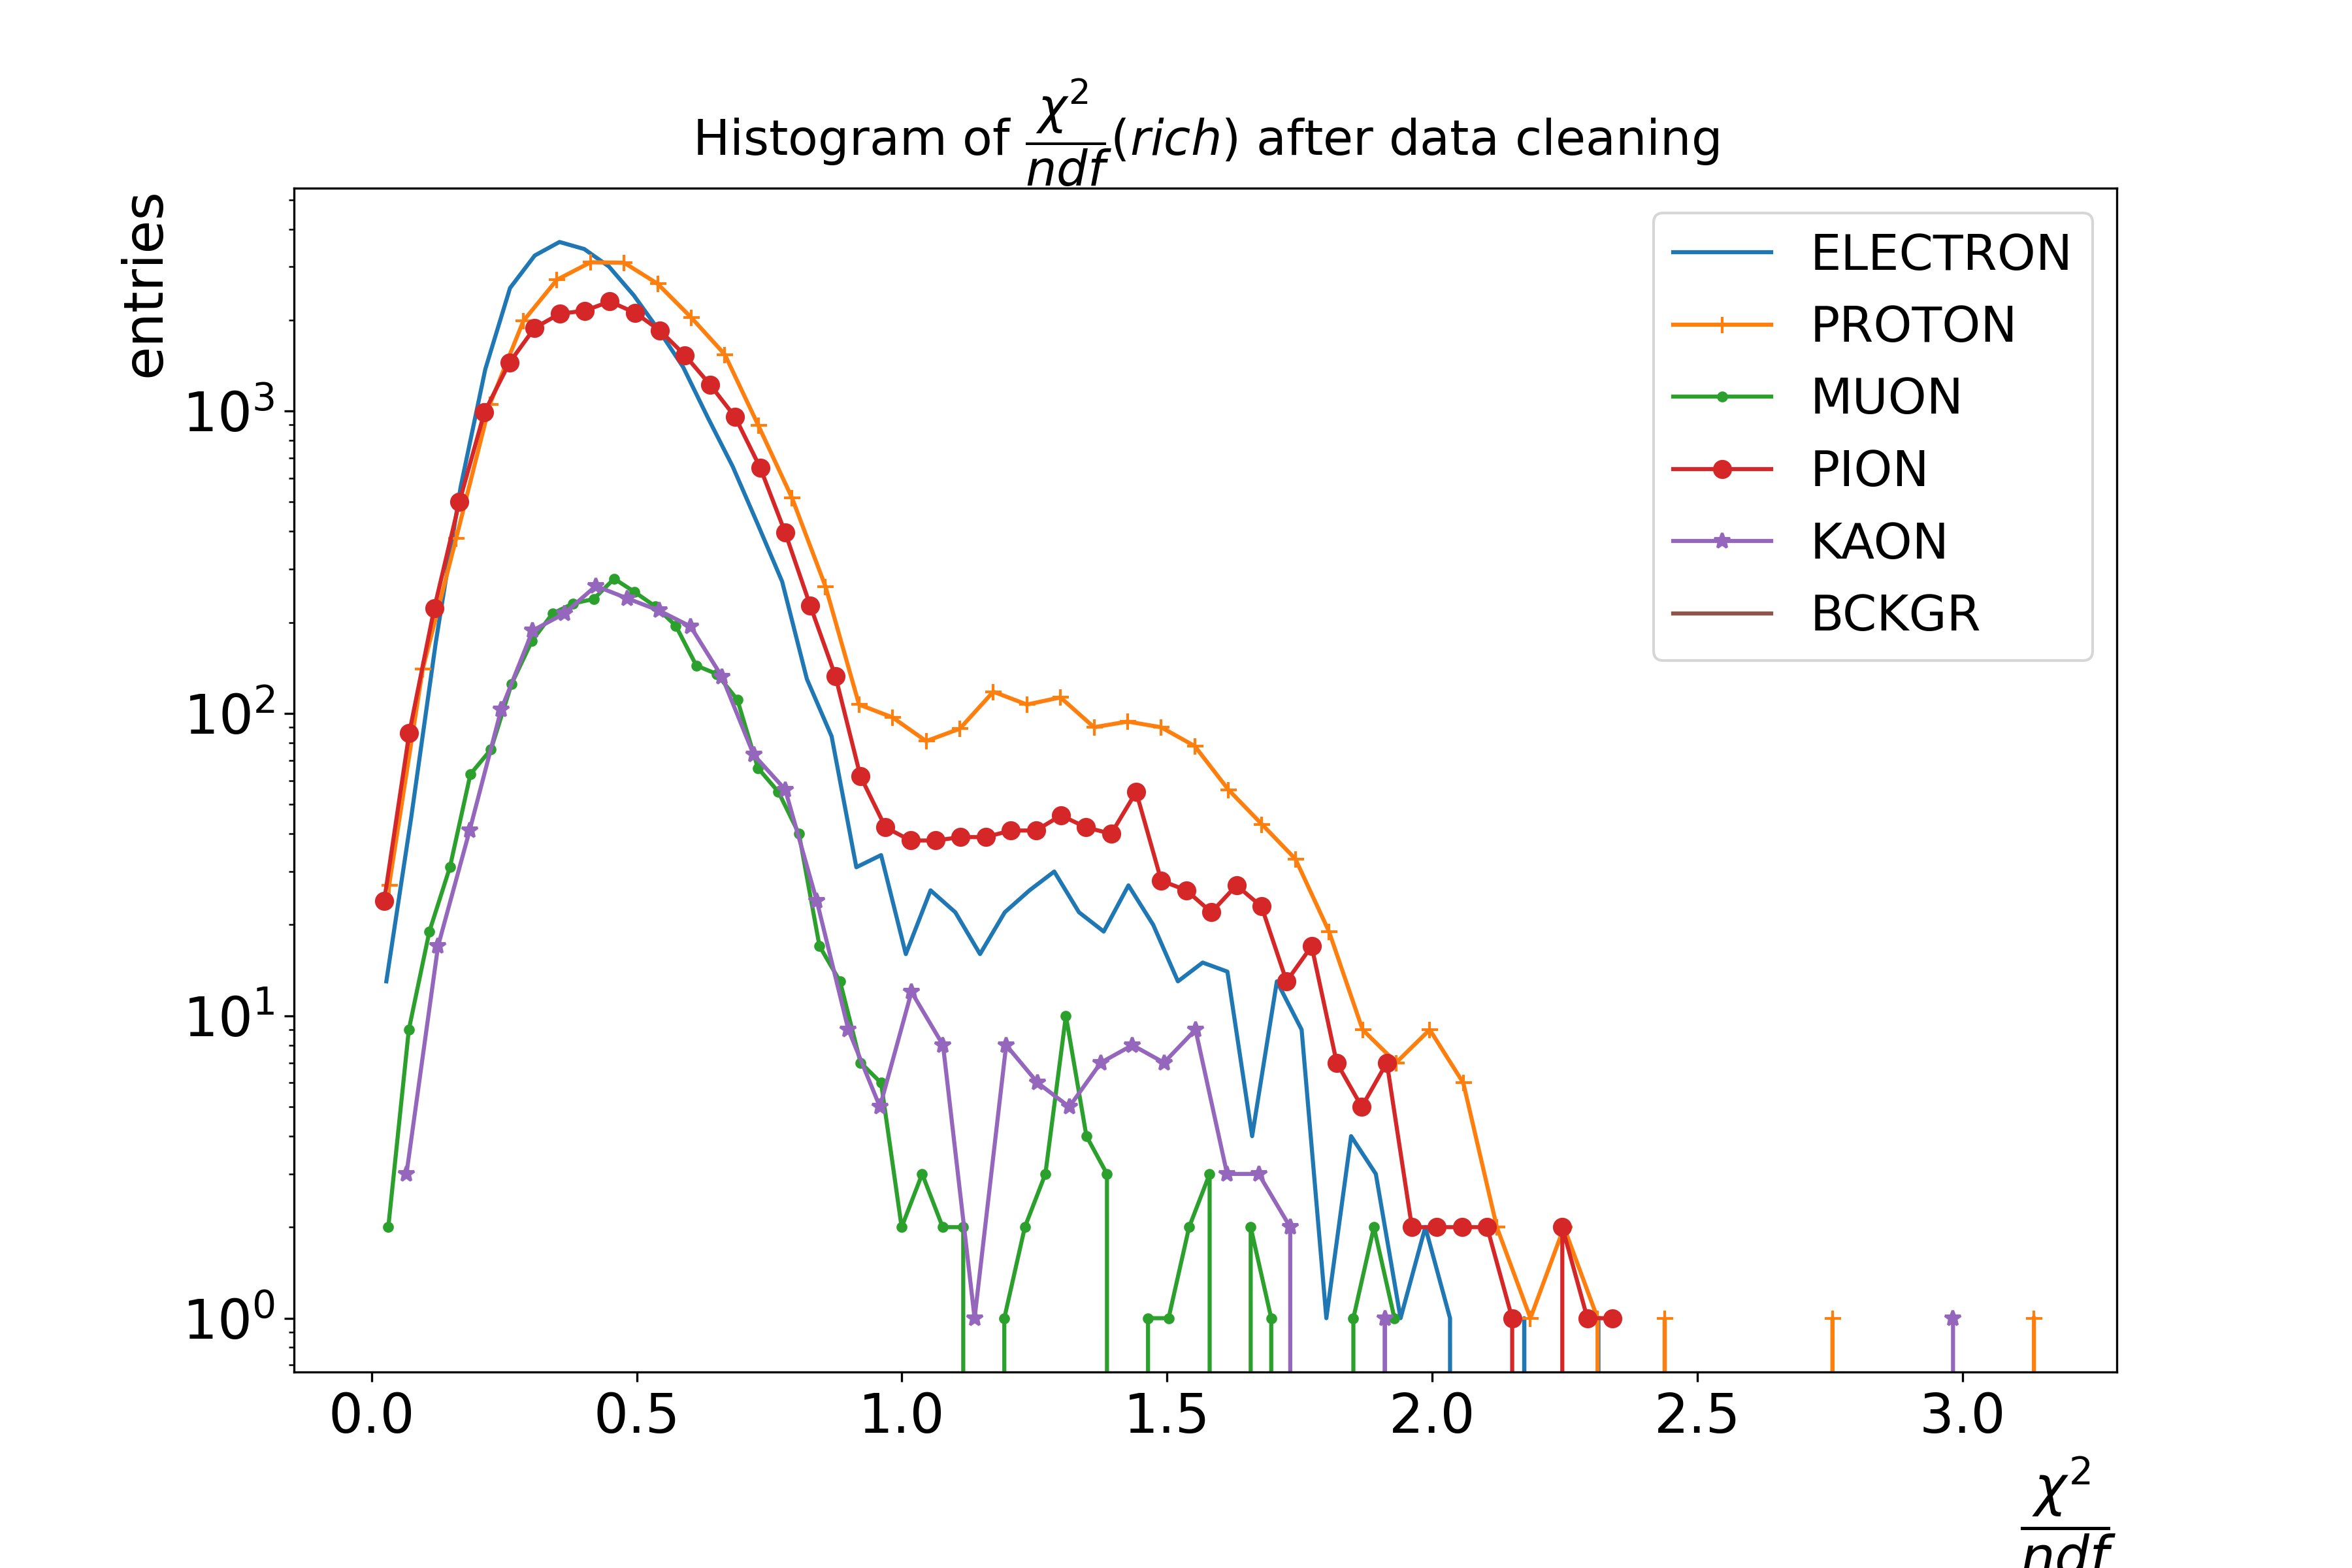 Histogram of χ²/ndf(rich) after data cleaning
entries
ELECTRON
PROTON
MUON
PION
KAON
BCKGR
10³
10²
10¹
10⁰
0.0 0.5 1.0 1.5 2.0 2.5 3.0
χ²/ndf